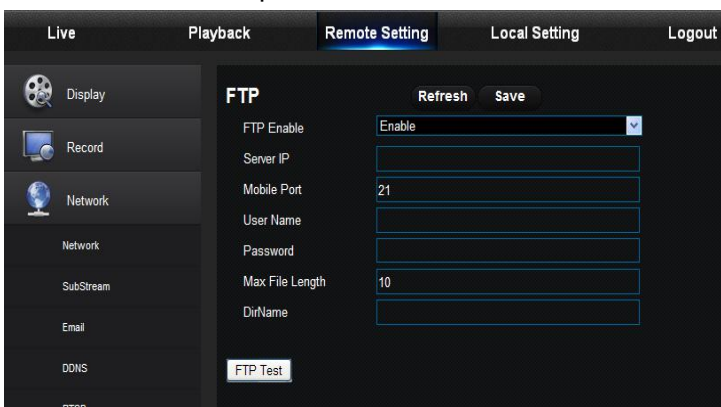 Live Playback Remote Setting Local Setting Logout
Display
Record
Network
Network
SubStream
Email
DDNS
FTP Refresh Save
FTP Enable Enable
Server IP
Mobile Port 21
User Name
Password
Max File Length 10
DirName
FTP Test